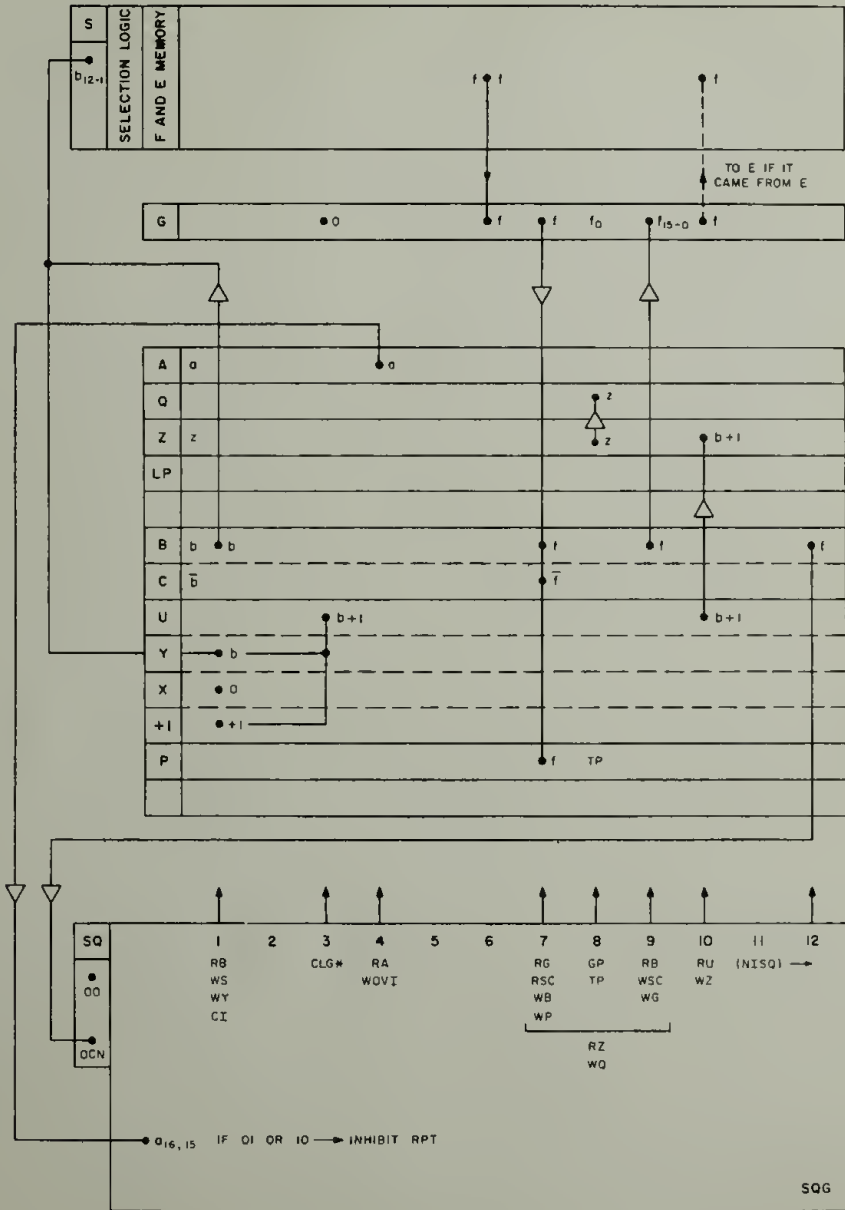 S
b12-1
SELECTION LOGIC
F AND E MEMORY
f f
f
TO E IF IT
CAME FROM E
G
0
f
f
f0
f15-0
f
A a
a
Q
z
Z z
z
b+1
LP
B b b
f
f
f
C b̄
f̄
U
b+1
b+1
Y
b
X
0
+1
+1
P
f TP
SQ
00
OCN
1 2 3 4 5 6 7 8 9 10 11 12
RB
WS
WY
CI
CLG*
RA
WOVI
RG
RSC
WB
WP
GP
TP
RB
WSC
WG
RU
WZ
(NISQ) →
RZ
WQ
a16,15 IF 01 OR 10 → INHIBIT RPT
SQG